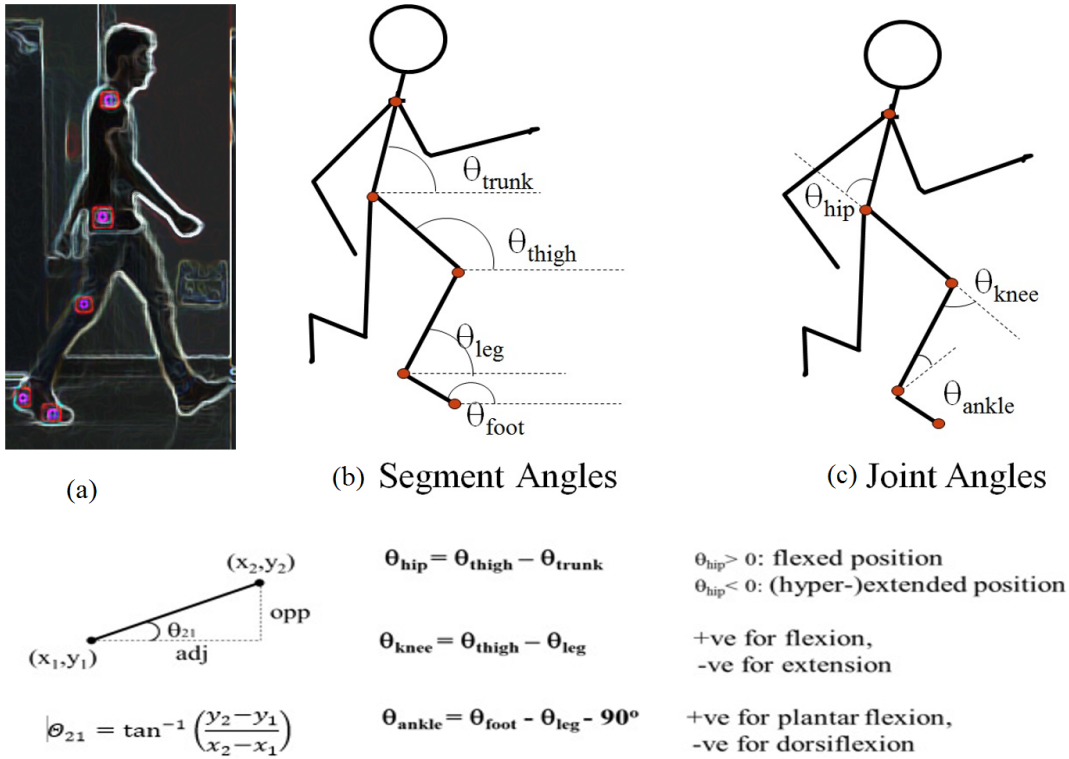 θtrunk
θthigh
θleg
θfoot
θhip
θknee
θankle
(a)
(b) Segment Angles
(c) Joint Angles
(x₂,y₂)
opp
θ₂₁
adj
(x₁,y₁)
Θ₂₁ = tan⁻¹ (y₂−y₁ / x₂−x₁)
θhip = θthigh − θtrunk
θhip> 0: flexed position
θhip< 0: (hyper-)extended position
θknee = θthigh − θleg
+ve for flexion,
-ve for extension
θankle = θfoot - θleg - 90º
+ve for plantar flexion,
-ve for dorsiflexion